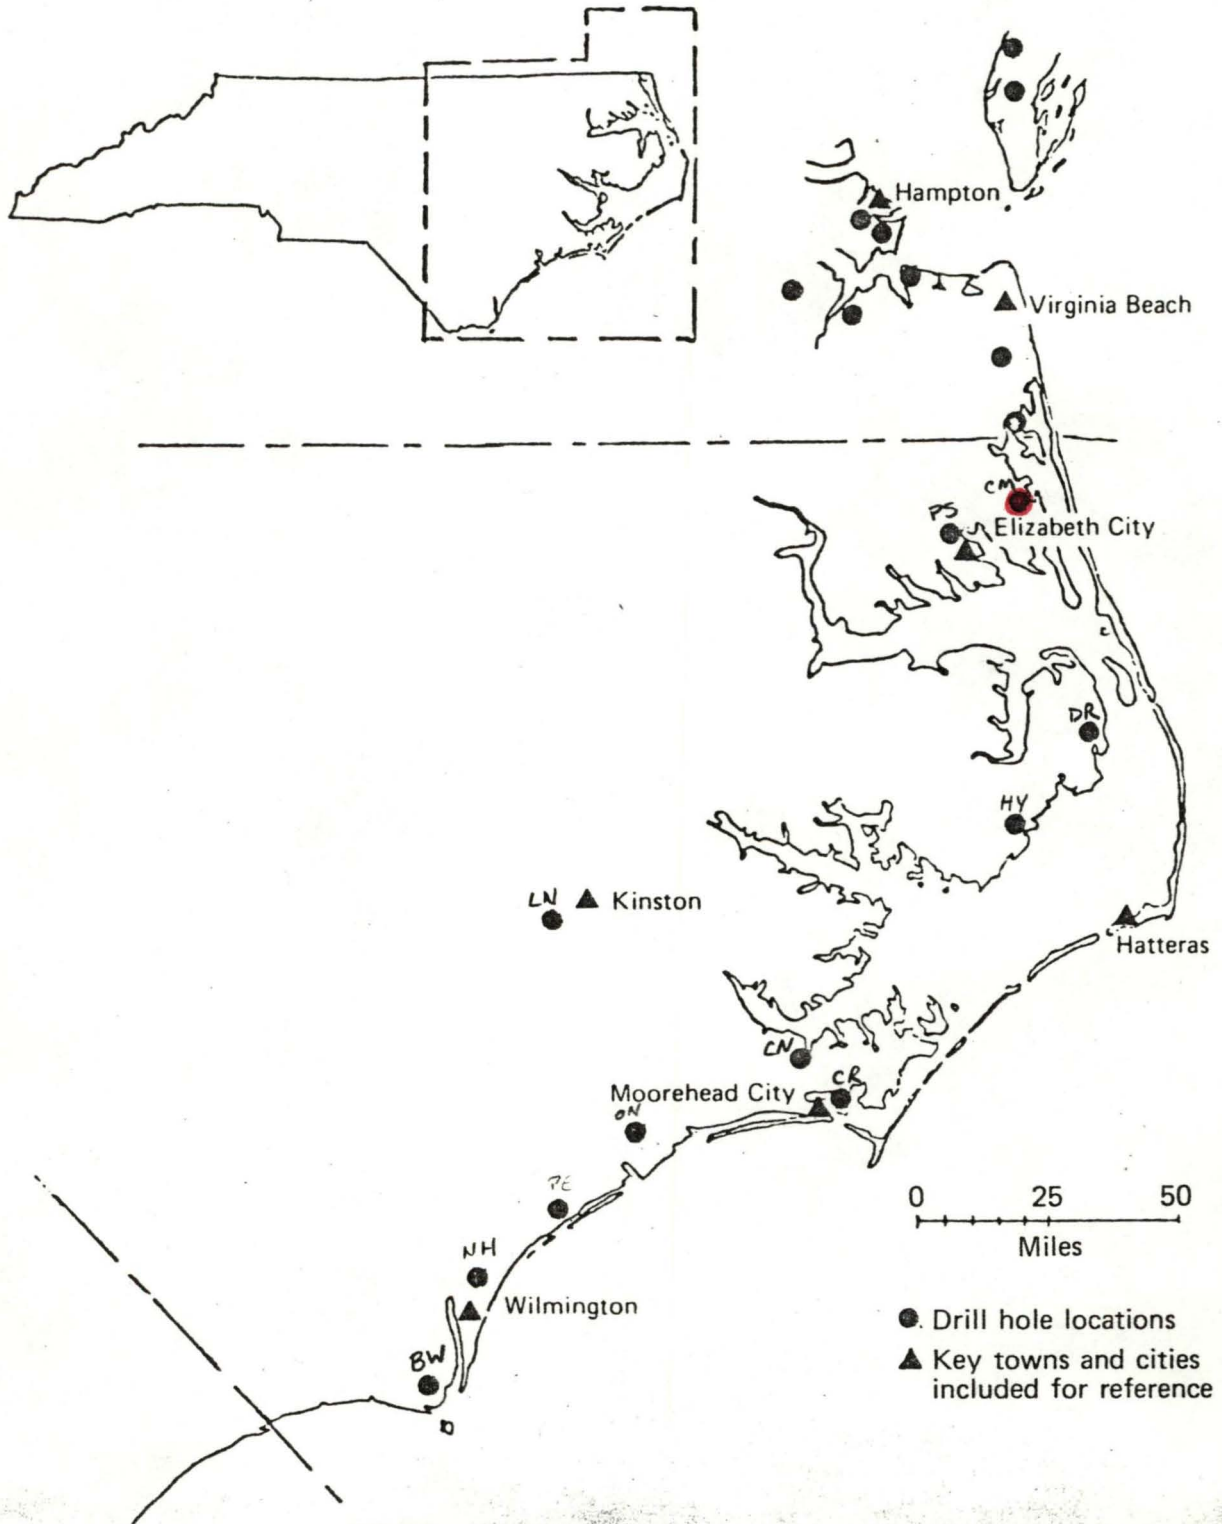 Hampton
Virginia Beach
CM
PS
Elizabeth City
DR
HY
LN
Kinston
Hatteras
CN
CR
Moorehead City
ON
PE
NH
Wilmington
BW
0 25 50
Miles
Drill hole locations
Key towns and cities
included for reference